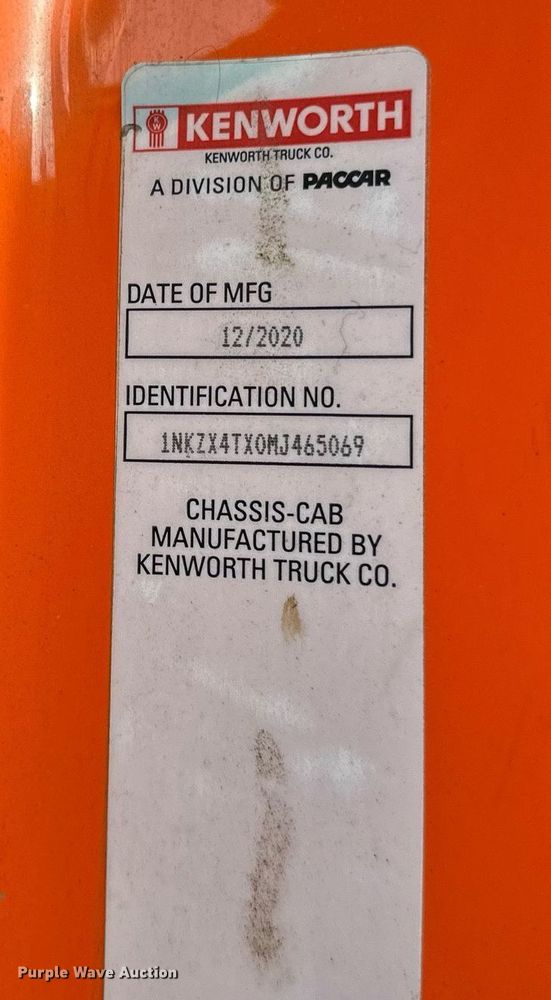 KW KENWORTH
KENWORTH TRUCK CO.
A DIVISION OF PACCAR
DATE OF MFG
12/2020
IDENTIFICATION NO.
1NKZX4TX0MJ465069
CHASSIS-CAB
MANUFACTURED BY
KENWORTH TRUCK CO.
Purple Wave Auction